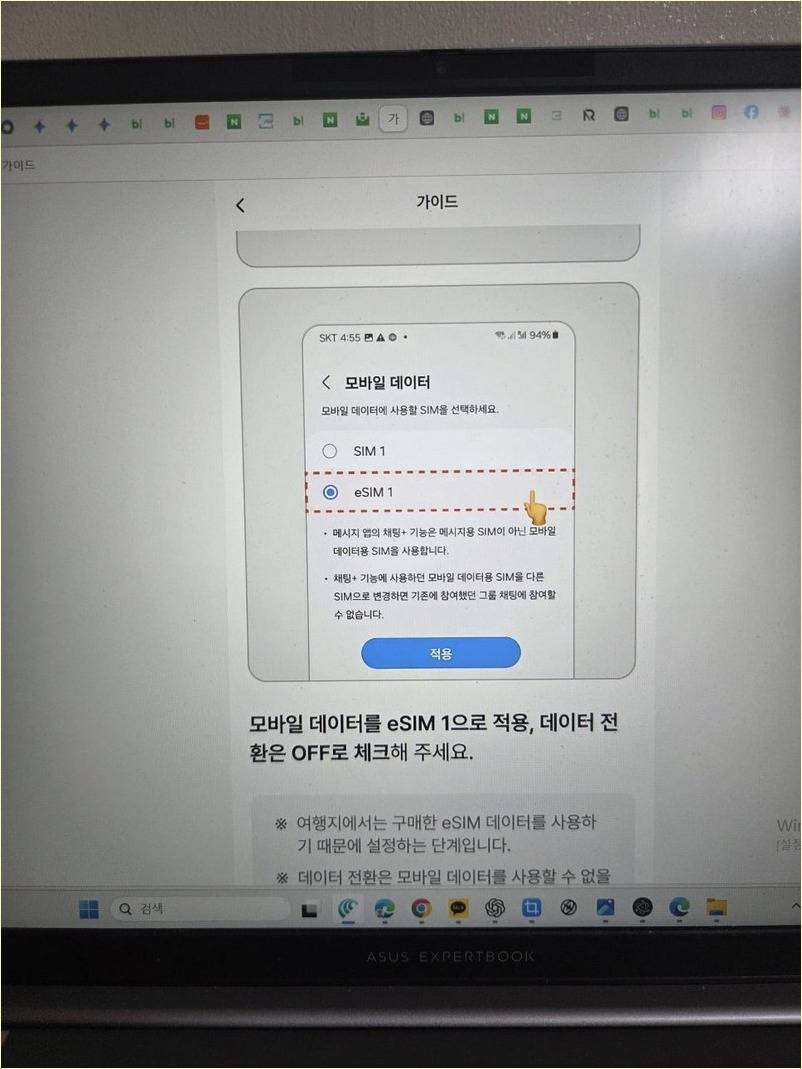 가
가이드
가이드
SKT 4:55
94%
모바일 데이터
모바일 데이터에 사용할 SIM을 선택하세요.
SIM 1
eSIM 1
• 메시지 앱의 채팅+ 기능은 메시지용 SIM이 아닌 모바일
데이터용 SIM을 사용합니다.
• 채팅+ 기능에 사용하던 모바일 데이터용 SIM을 다른
SIM으로 변경하면 기존에 참여했던 그룹 채팅에 참여할
수 없습니다.
적용
모바일 데이터를 eSIM 1으로 적용, 데이터 전
환은 OFF로 체크해 주세요.
※ 여행지에서는 구매한 eSIM 데이터를 사용하
기 때문에 설정하는 단계입니다.
※ 데이터 전환은 모바일 데이터를 사용할 수 없을
Win
[설정
검색
ASUS EXPERTBOOK